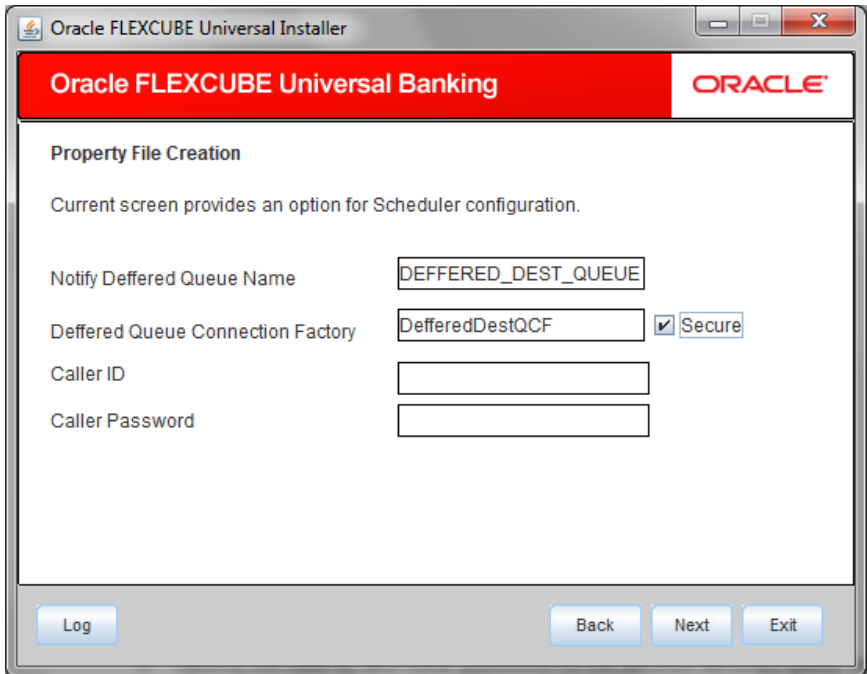 Oracle FLEXCUBE Universal Installer
Oracle FLEXCUBE Universal Banking
ORACLE
Property File Creation
Current screen provides an option for Scheduler configuration.
Notify Deffered Queue Name DEFFERED_DEST_QUEUE
Deffered Queue Connection Factory DefferedDestQCF Secure
Caller ID
Caller Password
Log Back Next Exit